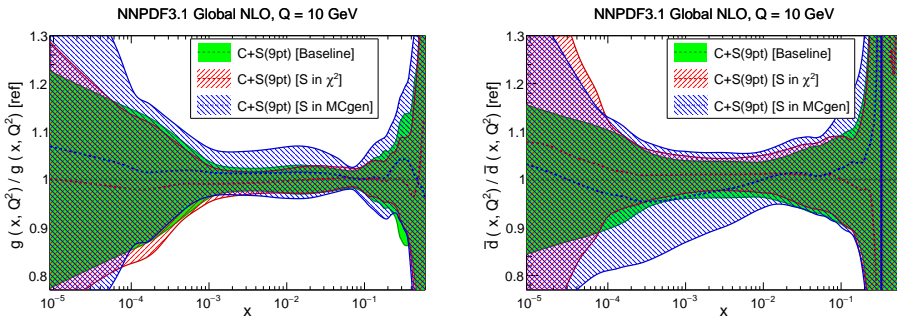 NNPDF3.1 Global NLO, Q = 10 GeV
C+S(9pt) [Baseline]
C+S(9pt) [S in χ²]
C+S(9pt) [S in MCgen]
g ( x, Q²) / g ( x, Q²) [ref]
1.3
1.2
1.1
1
0.9
0.8
10⁻⁵ 10⁻⁴ 10⁻³ 10⁻² 10⁻¹
x
NNPDF3.1 Global NLO, Q = 10 GeV
C+S(9pt) [Baseline]
C+S(9pt) [S in χ²]
C+S(9pt) [S in MCgen]
d̅ ( x, Q²) / d̅ ( x, Q²) [ref]
1.3
1.2
1.1
1
0.9
0.8
10⁻⁵ 10⁻⁴ 10⁻³ 10⁻² 10⁻¹
x